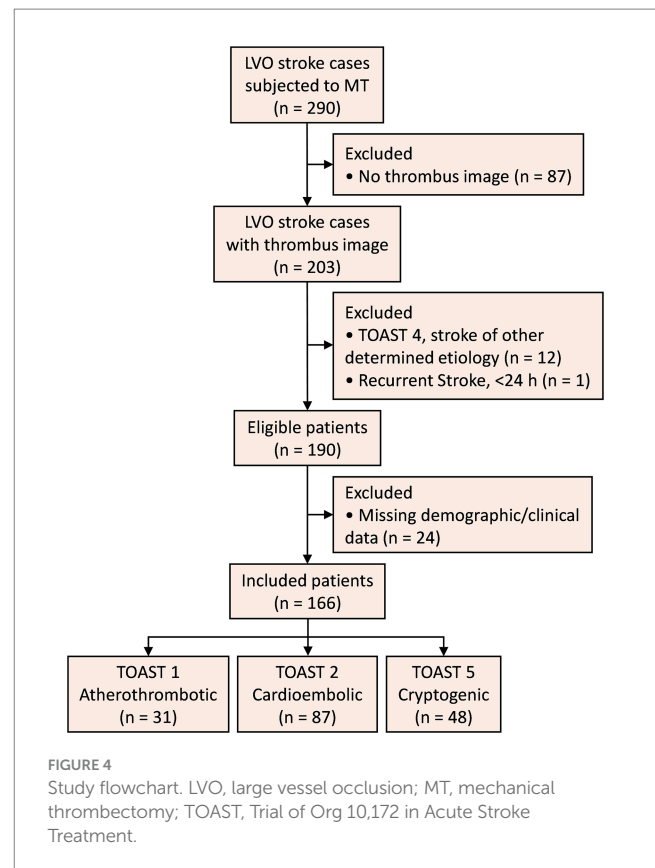 LVO stroke cases
subjected to MT
(n = 290)
Excluded
• No thrombus image (n = 87)
LVO stroke cases
with thrombus image
(n = 203)
Excluded
• TOAST 4, stroke of other
determined etiology (n = 12)
• Recurrent Stroke, <24 h (n = 1)
Eligible patients
(n = 190)
Excluded
• Missing demographic/clinical
data (n = 24)
Included patients
(n = 166)
TOAST 1
Atherothrombotic
(n = 31)
TOAST 2
Cardioembolic
(n = 87)
TOAST 5
Cryptogenic
(n = 48)
FIGURE 4
Study flowchart. LVO, large vessel occlusion; MT, mechanical
thrombectomy; TOAST, Trial of Org 10,172 in Acute Stroke
Treatment.